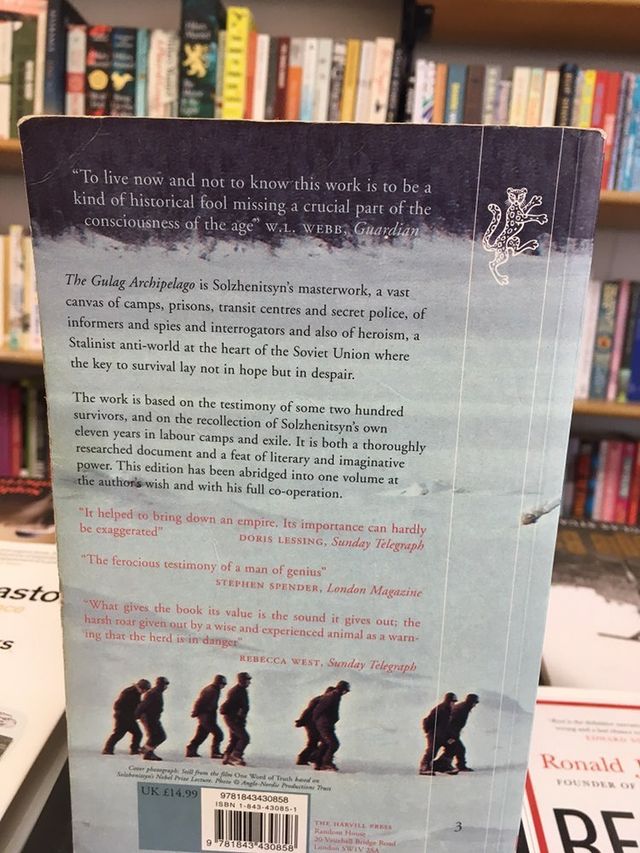 “To live now and not to know this work is to be a
kind of historical fool missing a crucial part of the
consciousness of the age” W.L. WEBB, Guardian
The Gulag Archipelago is Solzhenitsyn's masterwork, a vast
canvas of camps, prisons, transit centres and secret police, of
informers and spies and interrogators and also of heroism, a
Stalinist anti-world at the heart of the Soviet Union where
the key to survival lay not in hope but in despair.
The work is based on the testimony of some two hundred
survivors, and on the recollection of Solzhenitsyn's own
eleven years in labour camps and exile. It is both a thoroughly
researched document and a feat of literary and imaginative
power. This edition has been abridged into one volume at
the author's wish and with his full co-operation.
“It helped to bring down an empire. Its importance can hardly
be exaggerated” DORIS LESSING, Sunday Telegraph
“The ferocious testimony of a man of genius”
STEPHEN SPENDER, London Magazine
“What gives the book its value is the sound it gives out; the
harsh roar given out by a wise and experienced animal as a warn-
ing that the herd is in danger”
REBECCA WEST, Sunday Telegraph
Cover photograph: Still from the film One Word of Truth based on
Solzhenitsyn's Nobel Prize Lecture. Photo © Anglo-Nordic Productions Trust
UK £14.99
9781843430858
ISBN 1-843-43085-1
9 781843 430858
THE HARVILL PRESS
Random House
20 Vauxhall Bridge Road
London SW1V 2SA
3
Ronald
FOUNDER OF